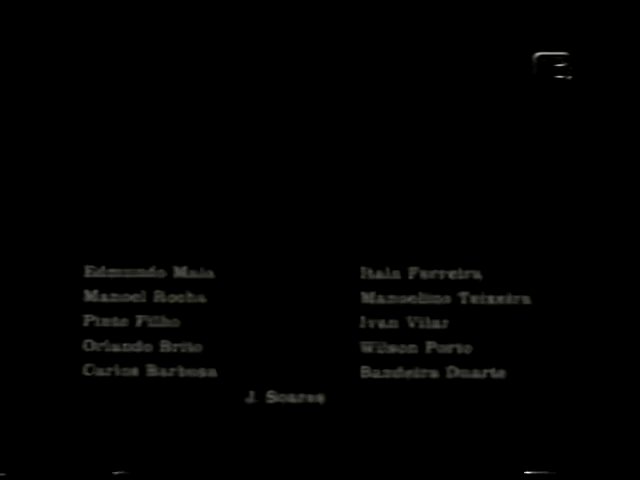 Edmundo Maia
Manoel Rocha
Pinto Filho
Orlando Brito
Carlos Barbosa
Itala Ferreira
Manoelino Teixeira
Ivan Vilar
Wilson Porto
Bandeira Duarte
J. Soares